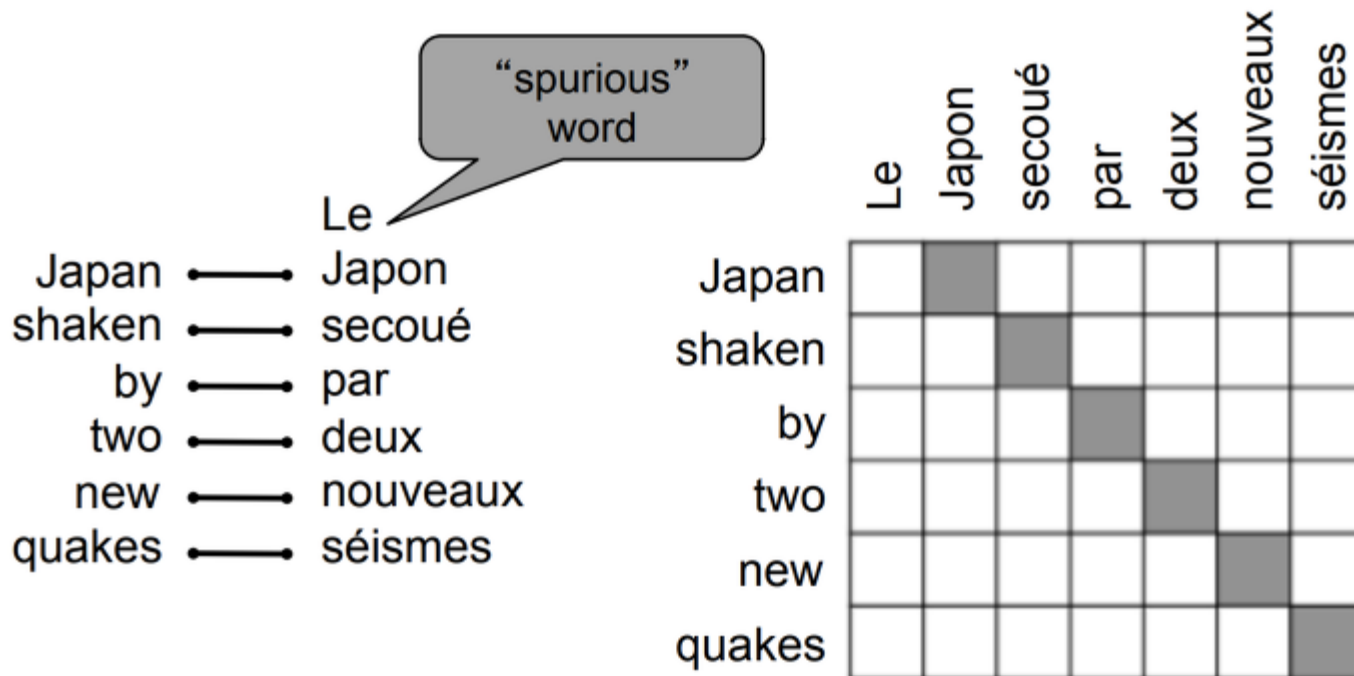 “spurious”
word
Le
Japan Japon
shaken secoué
by par
two deux
new nouveaux
quakes séismes
Le Japon secoué par deux nouveaux séismes
Japan
shaken
by
two
new
quakes